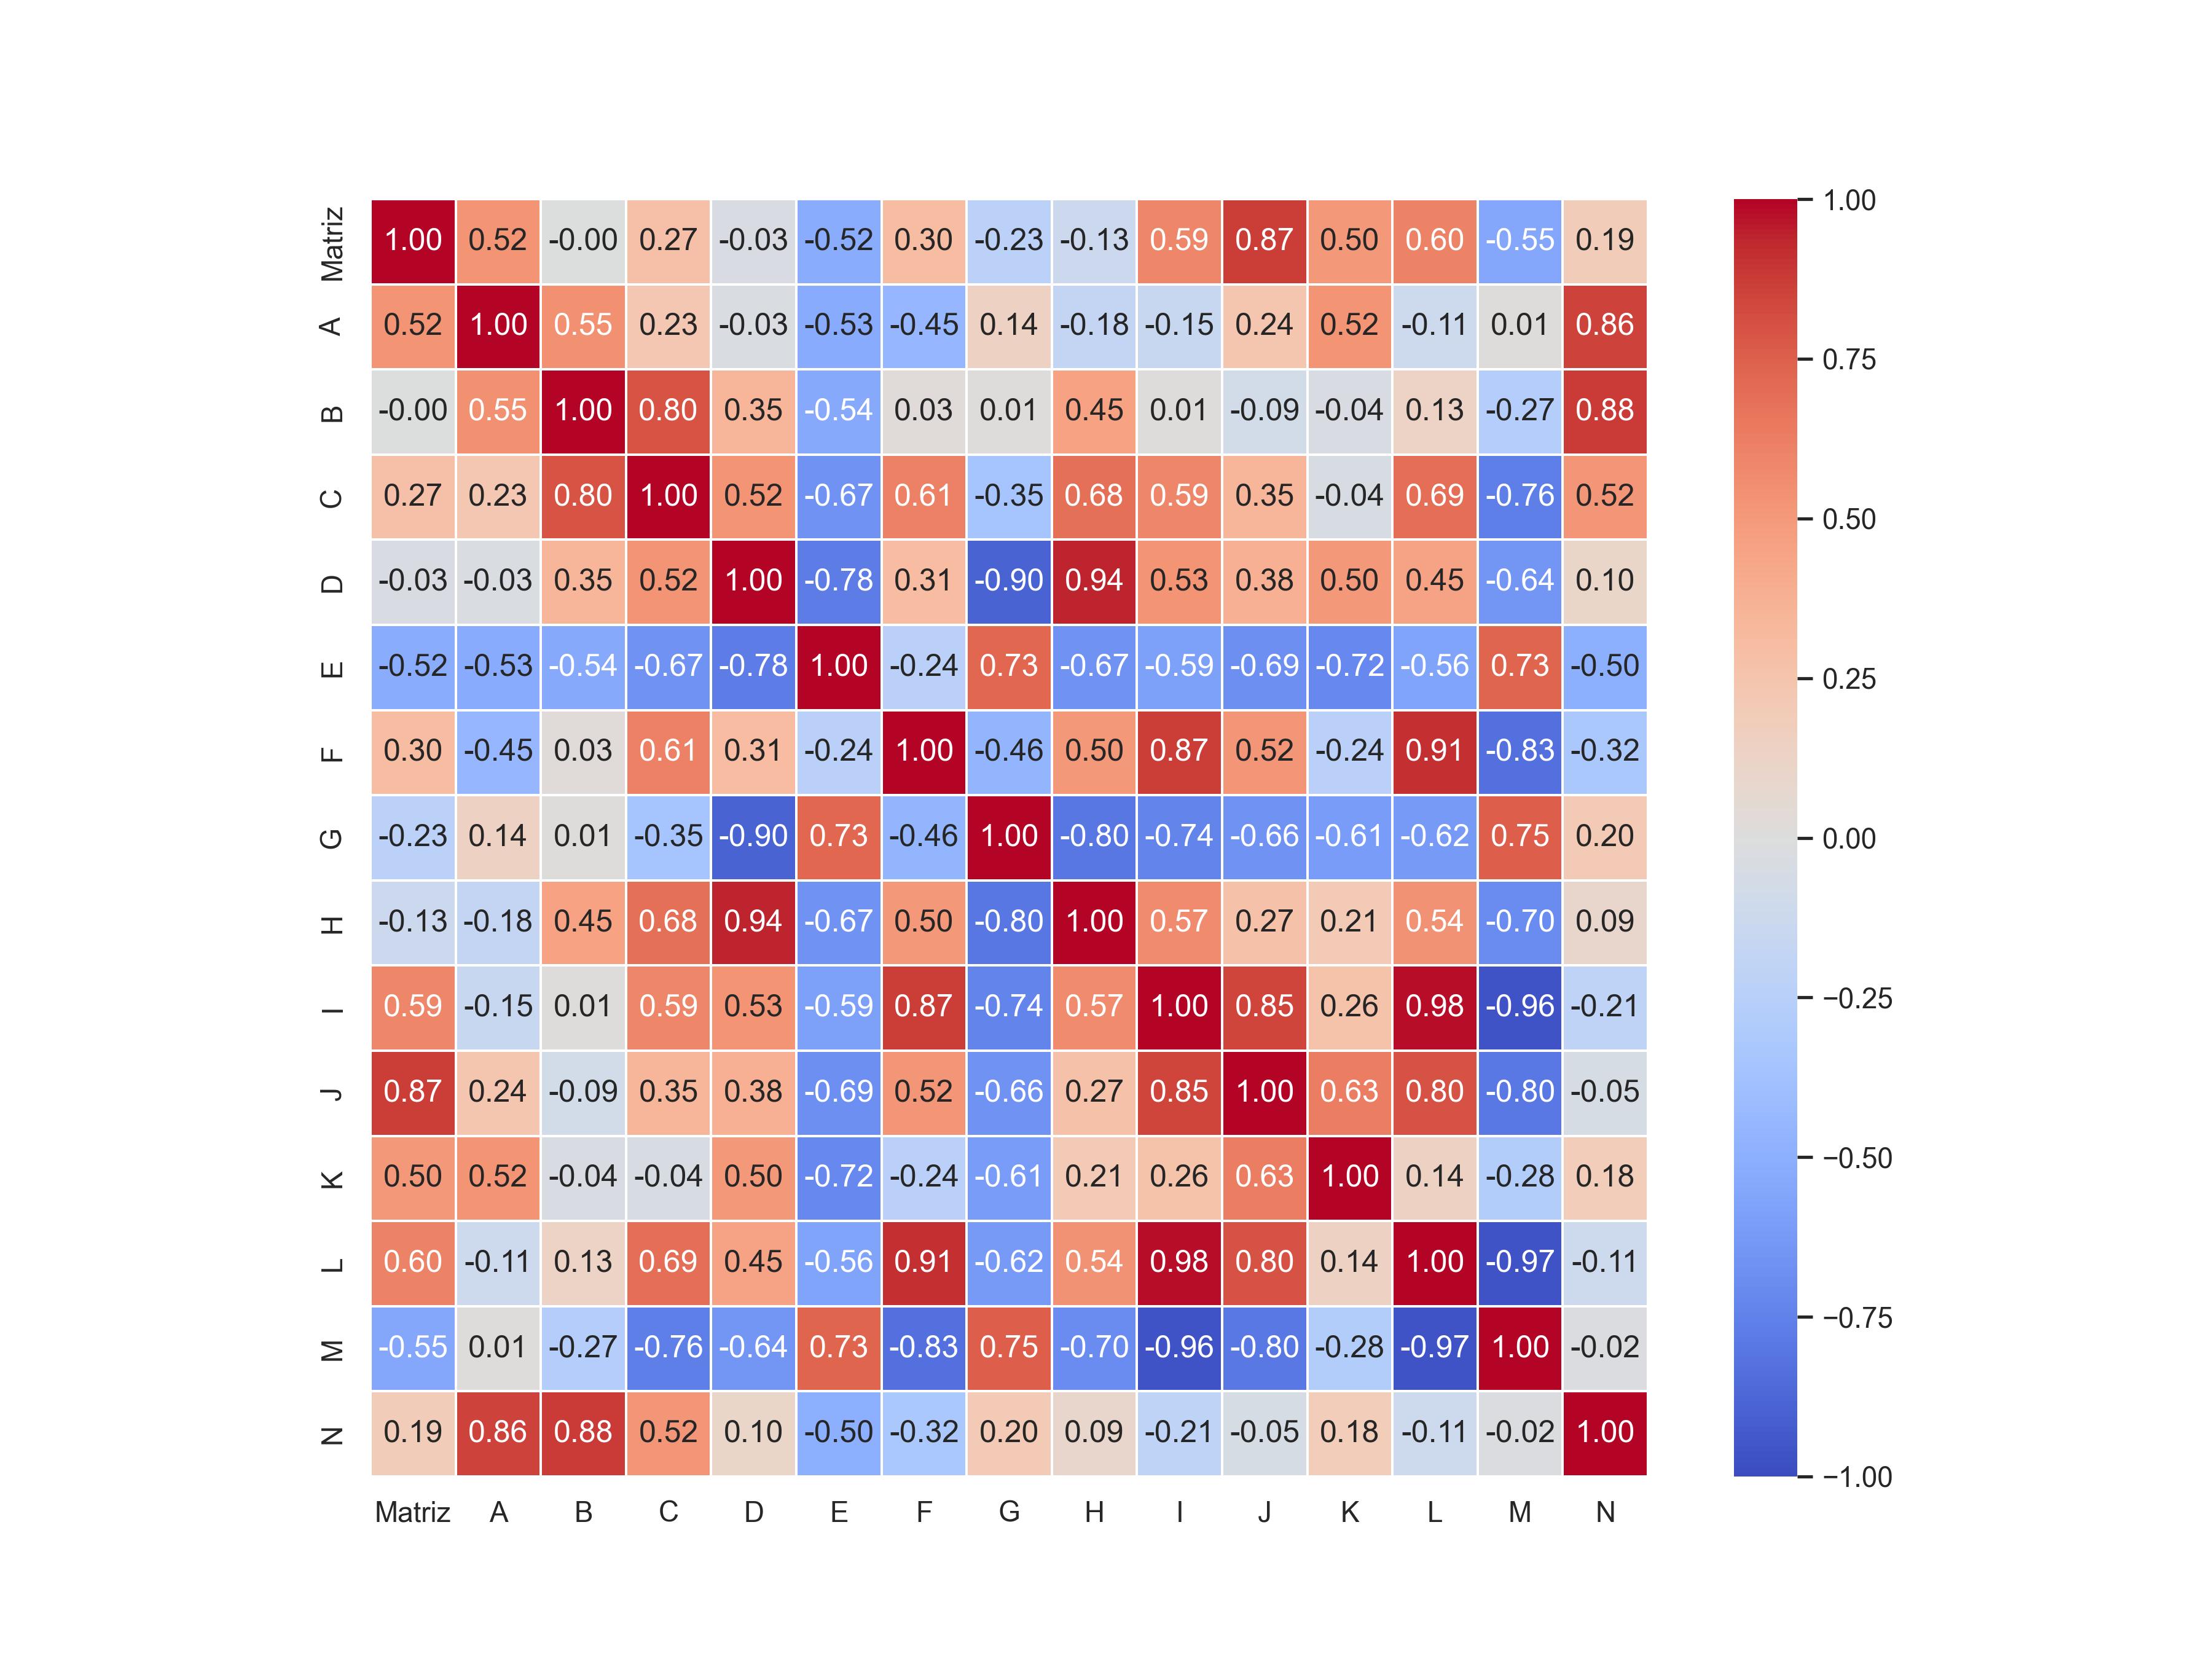 Matriz 1.00 0.52 -0.00 0.27 -0.03 -0.52 0.30 -0.23 -0.13 0.59 0.87 0.50 0.60 -0.55 0.19
A 0.52 1.00 0.55 0.23 -0.03 -0.53 -0.45 0.14 -0.18 -0.15 0.24 0.52 -0.11 0.01 0.86
B -0.00 0.55 1.00 0.80 0.35 -0.54 0.03 0.01 0.45 0.01 -0.09 -0.04 0.13 -0.27 0.88
C 0.27 0.23 0.80 1.00 0.52 -0.67 0.61 -0.35 0.68 0.59 0.35 -0.04 0.69 -0.76 0.52
D -0.03 -0.03 0.35 0.52 1.00 -0.78 0.31 -0.90 0.94 0.53 0.38 0.50 0.45 -0.64 0.10
E -0.52 -0.53 -0.54 -0.67 -0.78 1.00 -0.24 0.73 -0.67 -0.59 -0.69 -0.72 -0.56 0.73 -0.50
F 0.30 -0.45 0.03 0.61 0.31 -0.24 1.00 -0.46 0.50 0.87 0.52 -0.24 0.91 -0.83 -0.32
G -0.23 0.14 0.01 -0.35 -0.90 0.73 -0.46 1.00 -0.80 -0.74 -0.66 -0.61 -0.62 0.75 0.20
H -0.13 -0.18 0.45 0.68 0.94 -0.67 0.50 -0.80 1.00 0.57 0.27 0.21 0.54 -0.70 0.09
I 0.59 -0.15 0.01 0.59 0.53 -0.59 0.87 -0.74 0.57 1.00 0.85 0.26 0.98 -0.96 -0.21
J 0.87 0.24 -0.09 0.35 0.38 -0.69 0.52 -0.66 0.27 0.85 1.00 0.63 0.80 -0.80 -0.05
K 0.50 0.52 -0.04 -0.04 0.50 -0.72 -0.24 -0.61 0.21 0.26 0.63 1.00 0.14 -0.28 0.18
L 0.60 -0.11 0.13 0.69 0.45 -0.56 0.91 -0.62 0.54 0.98 0.80 0.14 1.00 -0.97 -0.11
M -0.55 0.01 -0.27 -0.76 -0.64 0.73 -0.83 0.75 -0.70 -0.96 -0.80 -0.28 -0.97 1.00 -0.02
N 0.19 0.86 0.88 0.52 0.10 -0.50 -0.32 0.20 0.09 -0.21 -0.05 0.18 -0.11 -0.02 1.00
Matriz A B C D E F G H I J K L M N
1.00
0.75
0.50
0.25
0.00
−0.25
−0.50
−0.75
−1.00